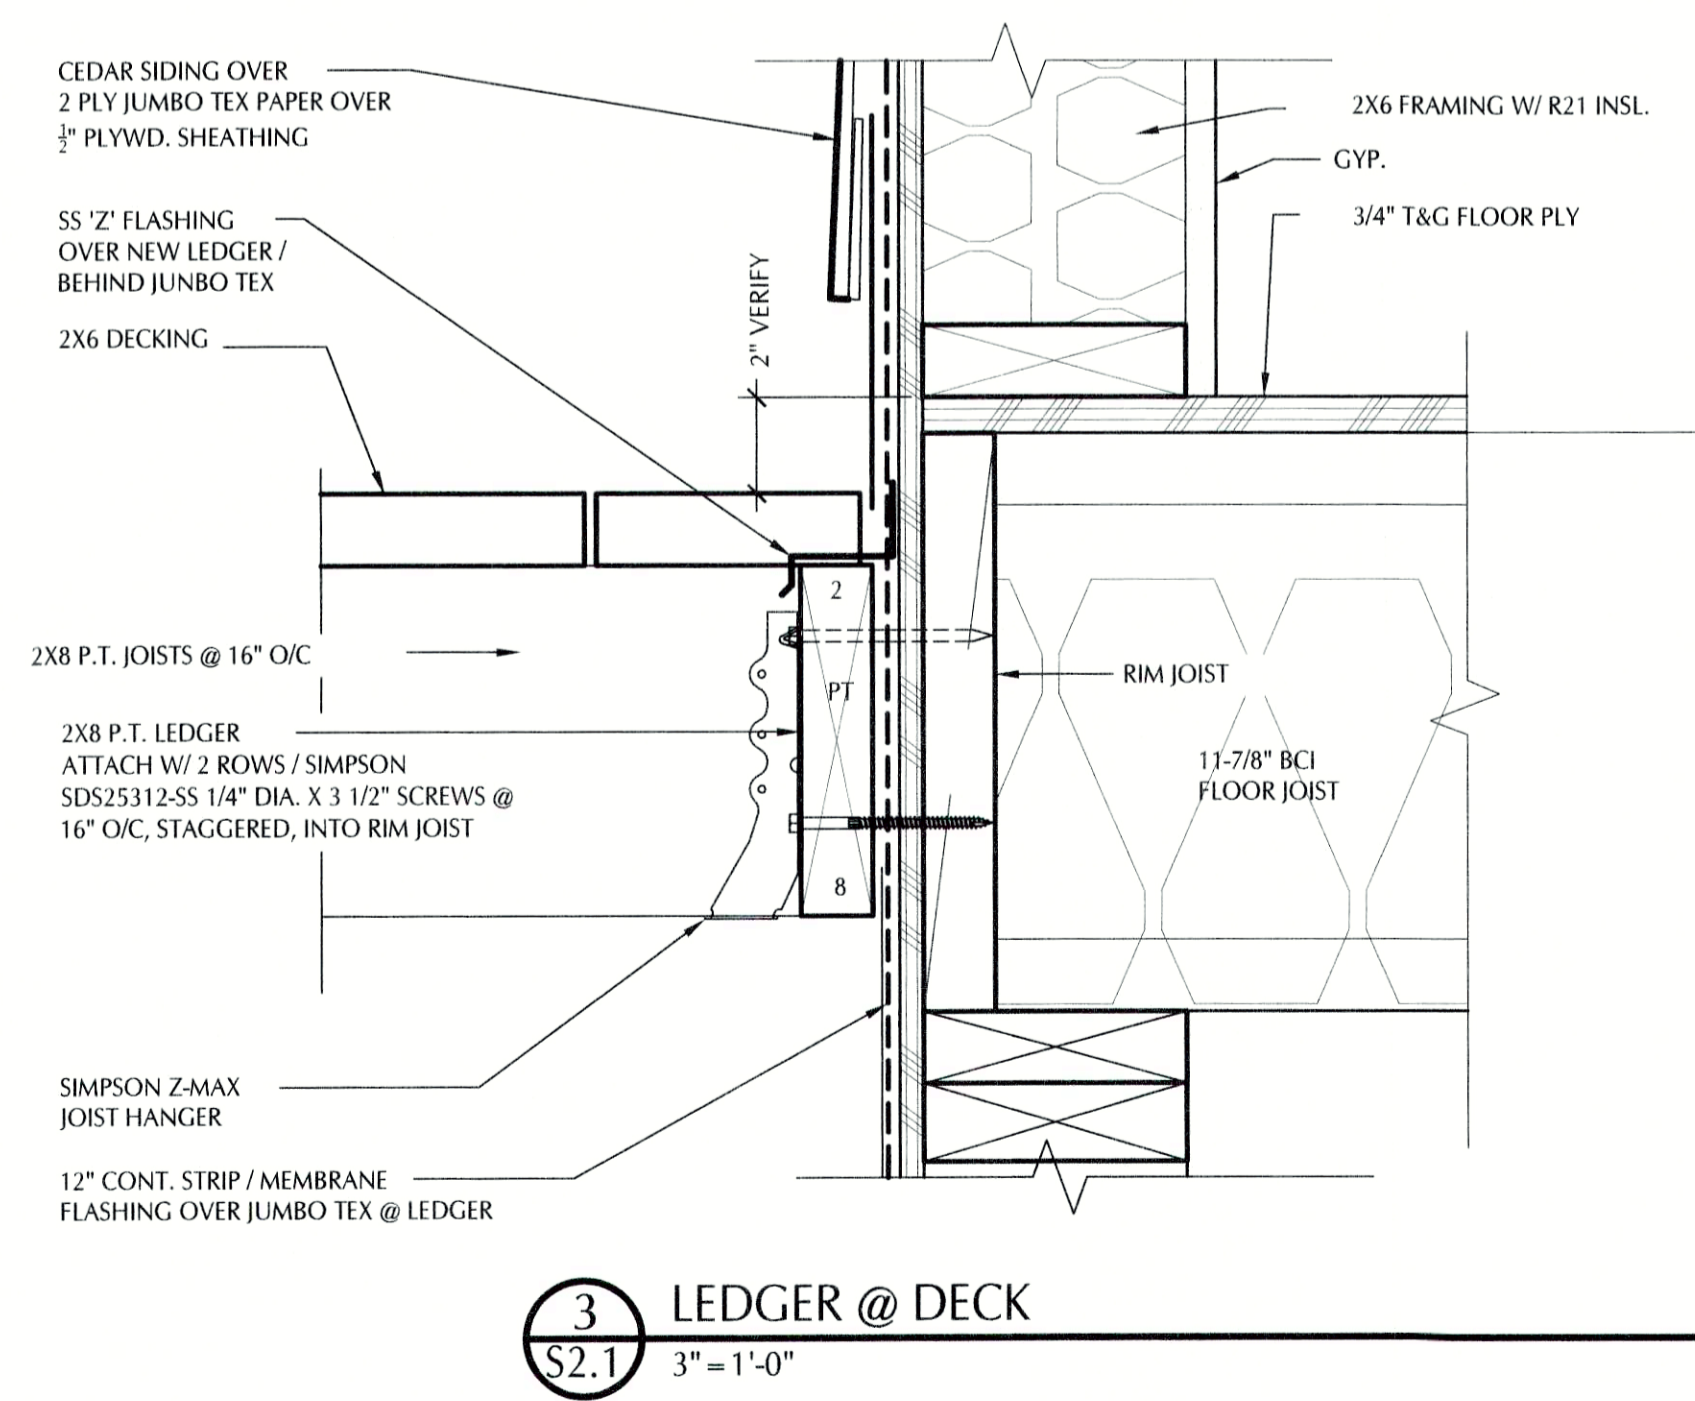 CEDAR SIDING OVER
2 PLY JUMBO TEX PAPER OVER
½" PLYWD. SHEATHING
SS 'Z' FLASHING
OVER NEW LEDGER /
BEHIND JUNBO TEX
2X6 DECKING
2" VERIFY
2X6 FRAMING W/ R21 INSL.
GYP.
3/4" T&G FLOOR PLY
2X8 P.T. JOISTS @ 16" O/C
2X8 P.T. LEDGER
ATTACH W/ 2 ROWS / SIMPSON
SDS25312-SS 1/4" DIA. X 3 1/2" SCREWS @
16" O/C, STAGGERED, INTO RIM JOIST
2
PT
8
RIM JOIST
11-7/8" BCI
FLOOR JOIST
SIMPSON Z-MAX
JOIST HANGER
12" CONT. STRIP / MEMBRANE
FLASHING OVER JUMBO TEX @ LEDGER
3
S2.1
LEDGER @ DECK
3"=1'-0"